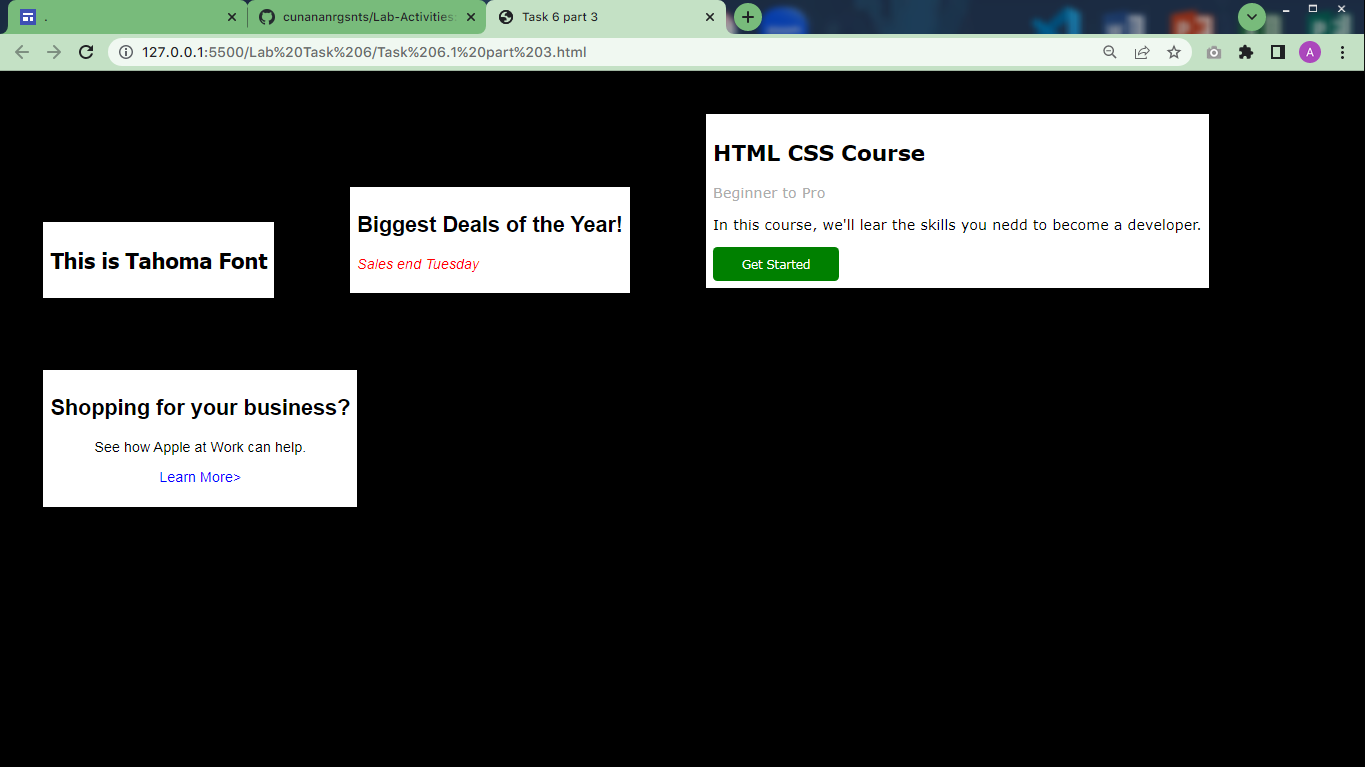 .
cunananrgsnts/Lab-Activities
Task 6 part 3
127.0.0.1:5500/Lab%20Task%206/Task%206.1%20part%203.html
A
This is Tahoma Font
Biggest Deals of the Year!
Sales end Tuesday
HTML CSS Course
Beginner to Pro
In this course, we'll lear the skills you nedd to become a developer.
Get Started
Shopping for your business?
See how Apple at Work can help.
Learn More>